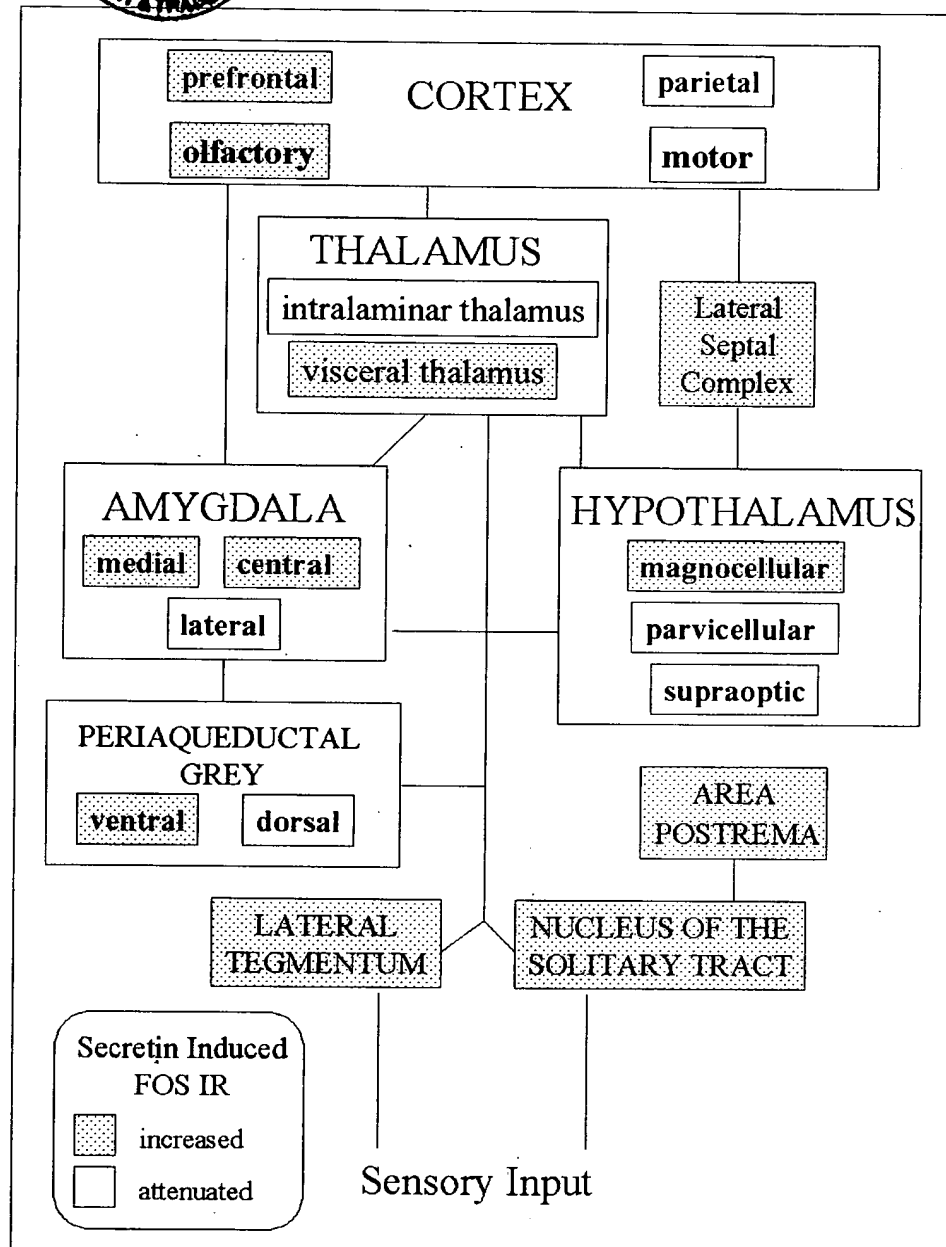 & TRA
prefrontal
CORTEX
parietal
olfactory
motor
THALAMUS
intralaminar thalamus
visceral thalamus
Lateral
Septal
Complex
AMYGDALA
medial
central
lateral
HYPOTHALAMUS
magnocellular
parvicellular
supraoptic
PERIAQUEDUCTAL
GREY
ventral
dorsal
AREA
POSTREMA
LATERAL
TEGMENTUM
NUCLEUS OF THE
SOLITARY TRACT
Secretin Induced
FOS IR
increased
attenuated
Sensory Input